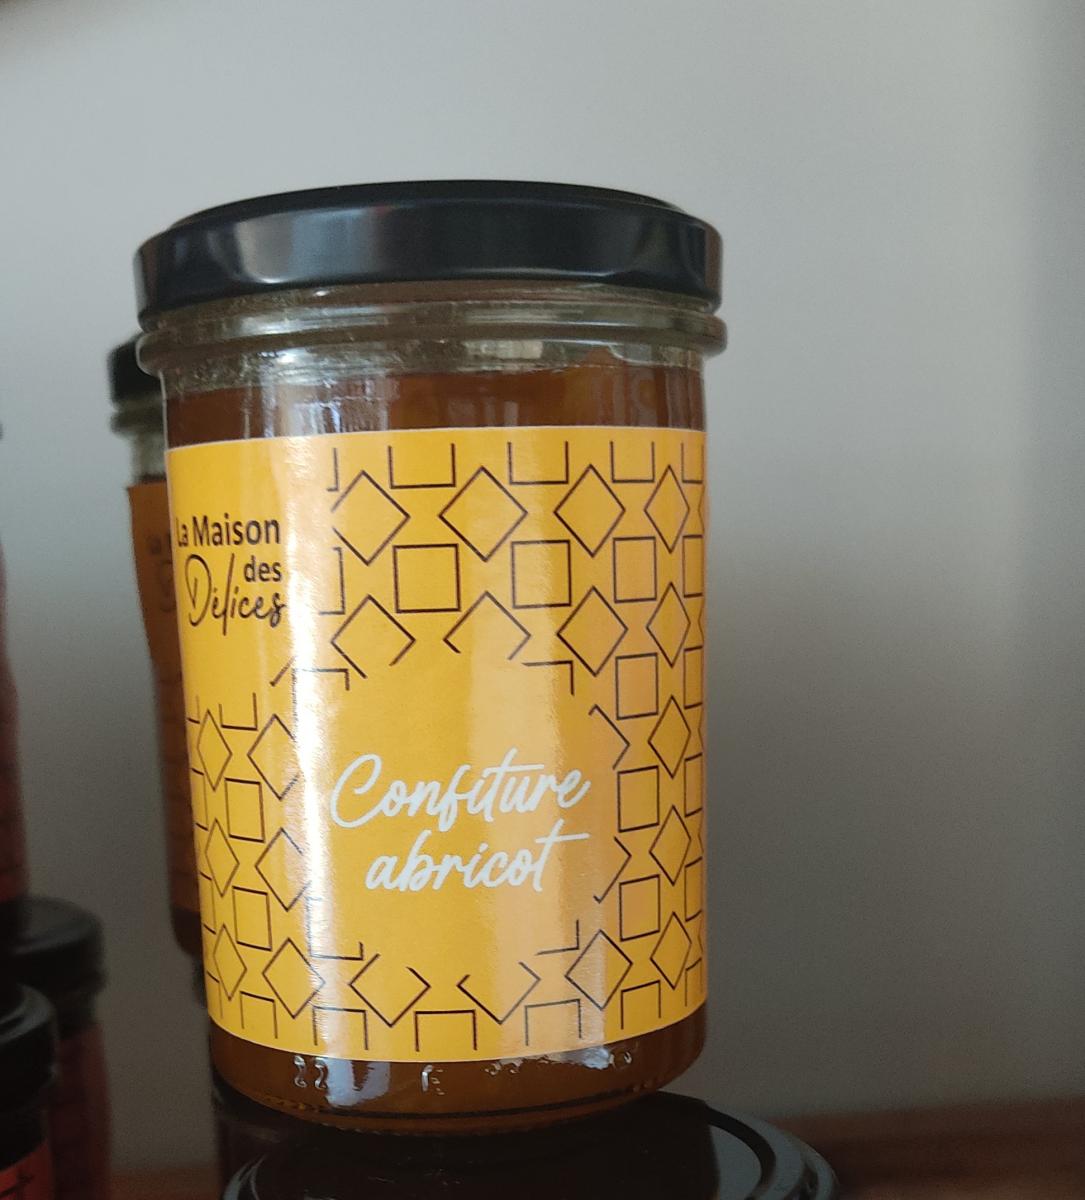 La Maison
des
Délices
Confiture
abricot